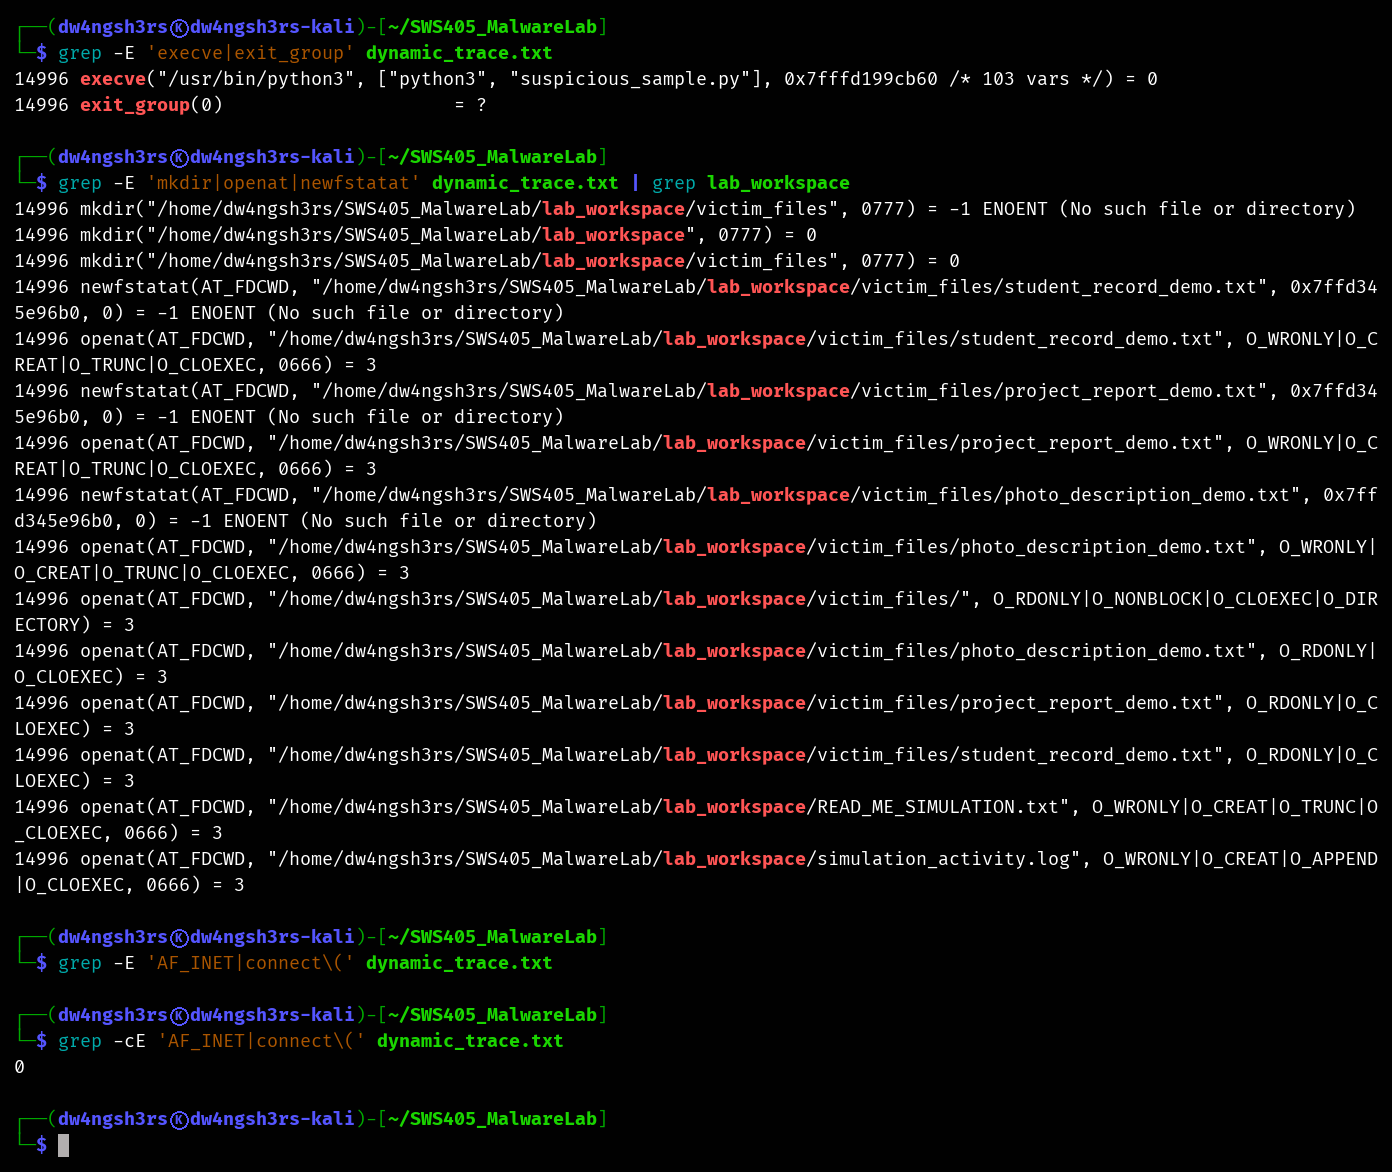 ┌──(dw4ngsh3rs㉿dw4ngsh3rs-kali)-[~/SWS405_MalwareLab]
└─$ grep -E 'execve|exit_group' dynamic_trace.txt
14996 execve("/usr/bin/python3", ["python3", "suspicious_sample.py"], 0x7fffd199cb60 /* 103 vars */) = 0
14996 exit_group(0)                     = ?
┌──(dw4ngsh3rs㉿dw4ngsh3rs-kali)-[~/SWS405_MalwareLab]
└─$ grep -E 'mkdir|openat|newfstatat' dynamic_trace.txt | grep lab_workspace
14996 mkdir("/home/dw4ngsh3rs/SWS405_MalwareLab/lab_workspace/victim_files", 0777) = -1 ENOENT (No such file or directory)
14996 mkdir("/home/dw4ngsh3rs/SWS405_MalwareLab/lab_workspace", 0777) = 0
14996 mkdir("/home/dw4ngsh3rs/SWS405_MalwareLab/lab_workspace/victim_files", 0777) = 0
14996 newfstatat(AT_FDCWD, "/home/dw4ngsh3rs/SWS405_MalwareLab/lab_workspace/victim_files/student_record_demo.txt", 0x7ffd34
5e96b0, 0) = -1 ENOENT (No such file or directory)
14996 openat(AT_FDCWD, "/home/dw4ngsh3rs/SWS405_MalwareLab/lab_workspace/victim_files/student_record_demo.txt", O_WRONLY|O_C
REAT|O_TRUNC|O_CLOEXEC, 0666) = 3
14996 newfstatat(AT_FDCWD, "/home/dw4ngsh3rs/SWS405_MalwareLab/lab_workspace/victim_files/project_report_demo.txt", 0x7ffd34
5e96b0, 0) = -1 ENOENT (No such file or directory)
14996 openat(AT_FDCWD, "/home/dw4ngsh3rs/SWS405_MalwareLab/lab_workspace/victim_files/project_report_demo.txt", O_WRONLY|O_C
REAT|O_TRUNC|O_CLOEXEC, 0666) = 3
14996 newfstatat(AT_FDCWD, "/home/dw4ngsh3rs/SWS405_MalwareLab/lab_workspace/victim_files/photo_description_demo.txt", 0x7ff
d345e96b0, 0) = -1 ENOENT (No such file or directory)
14996 openat(AT_FDCWD, "/home/dw4ngsh3rs/SWS405_MalwareLab/lab_workspace/victim_files/photo_description_demo.txt", O_WRONLY|
O_CREAT|O_TRUNC|O_CLOEXEC, 0666) = 3
14996 openat(AT_FDCWD, "/home/dw4ngsh3rs/SWS405_MalwareLab/lab_workspace/victim_files/", O_RDONLY|O_NONBLOCK|O_CLOEXEC|O_DIR
ECTORY) = 3
14996 openat(AT_FDCWD, "/home/dw4ngsh3rs/SWS405_MalwareLab/lab_workspace/victim_files/photo_description_demo.txt", O_RDONLY|
O_CLOEXEC) = 3
14996 openat(AT_FDCWD, "/home/dw4ngsh3rs/SWS405_MalwareLab/lab_workspace/victim_files/project_report_demo.txt", O_RDONLY|O_C
LOEXEC) = 3
14996 openat(AT_FDCWD, "/home/dw4ngsh3rs/SWS405_MalwareLab/lab_workspace/victim_files/student_record_demo.txt", O_RDONLY|O_C
LOEXEC) = 3
14996 openat(AT_FDCWD, "/home/dw4ngsh3rs/SWS405_MalwareLab/lab_workspace/READ_ME_SIMULATION.txt", O_WRONLY|O_CREAT|O_TRUNC|O
_CLOEXEC, 0666) = 3
14996 openat(AT_FDCWD, "/home/dw4ngsh3rs/SWS405_MalwareLab/lab_workspace/simulation_activity.log", O_WRONLY|O_CREAT|O_APPEND
|O_CLOEXEC, 0666) = 3
┌──(dw4ngsh3rs㉿dw4ngsh3rs-kali)-[~/SWS405_MalwareLab]
└─$ grep -E 'AF_INET|connect\(' dynamic_trace.txt
┌──(dw4ngsh3rs㉿dw4ngsh3rs-kali)-[~/SWS405_MalwareLab]
└─$ grep -cE 'AF_INET|connect\(' dynamic_trace.txt
0
┌──(dw4ngsh3rs㉿dw4ngsh3rs-kali)-[~/SWS405_MalwareLab]
└─$